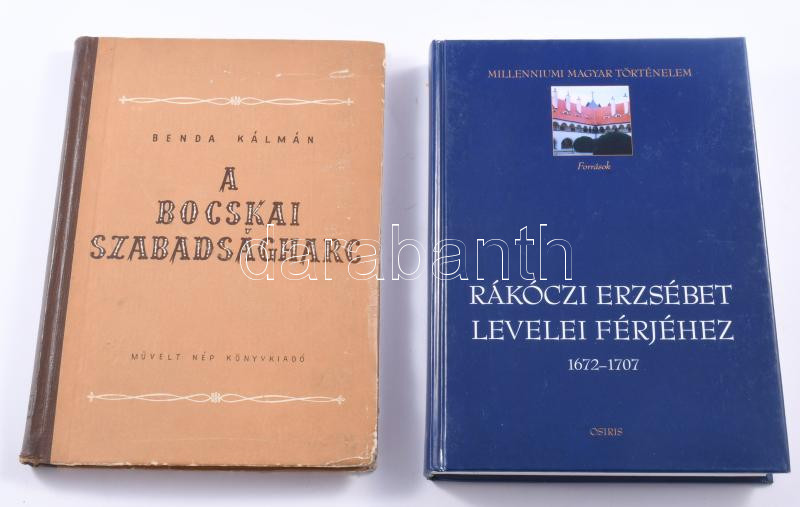 BENDA KÁLMÁN
A
BOCSKAI
SZABADSÁGHARC
MŰVELT NÉP KÖNYVKIADÓ
MILLENNIUMI MAGYAR TÖRTÉNELEM
Források
RÁKÓCZI ERZSÉBET
LEVELEI FÉRJÉHEZ
1672–1707
OSIRIS
darabanth